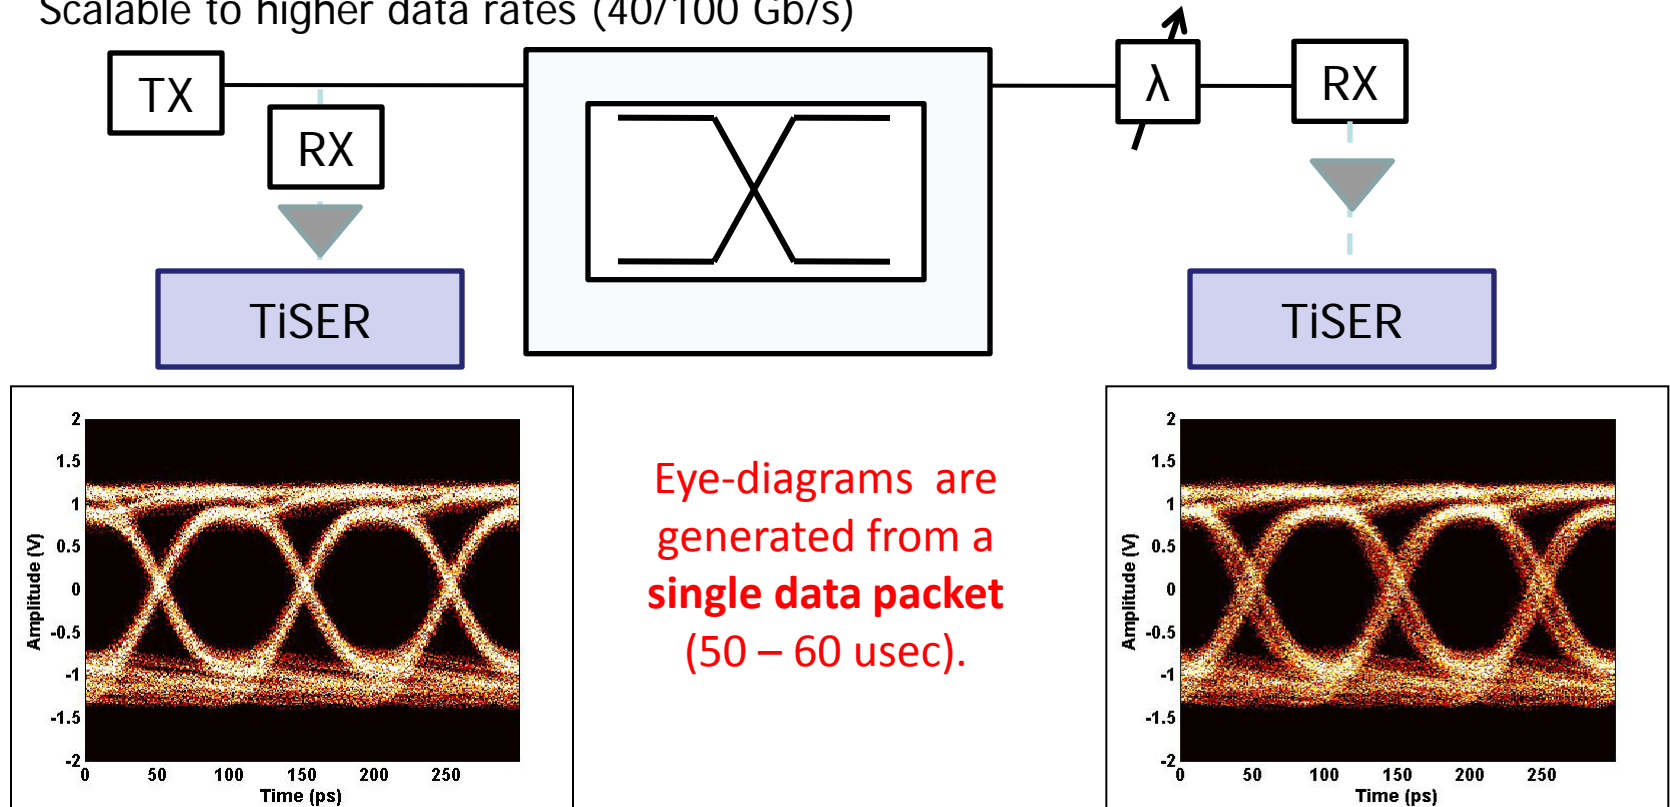 Scalable to higher data rates (40/100 Gb/s)
TX
RX
λ
RX
TiSER
TiSER
2
1.5
1
0.5
0
-0.5
-1
-1.5
-2
0 50 100 150 200 250
Amplitude (V)
Time (ps)
Eye-diagrams are
generated from a
single data packet
(50 – 60 usec).
2
1.5
1
0.5
0
-0.5
-1
-1.5
-2
0 50 100 150 200 250
Amplitude (V)
Time (ps)